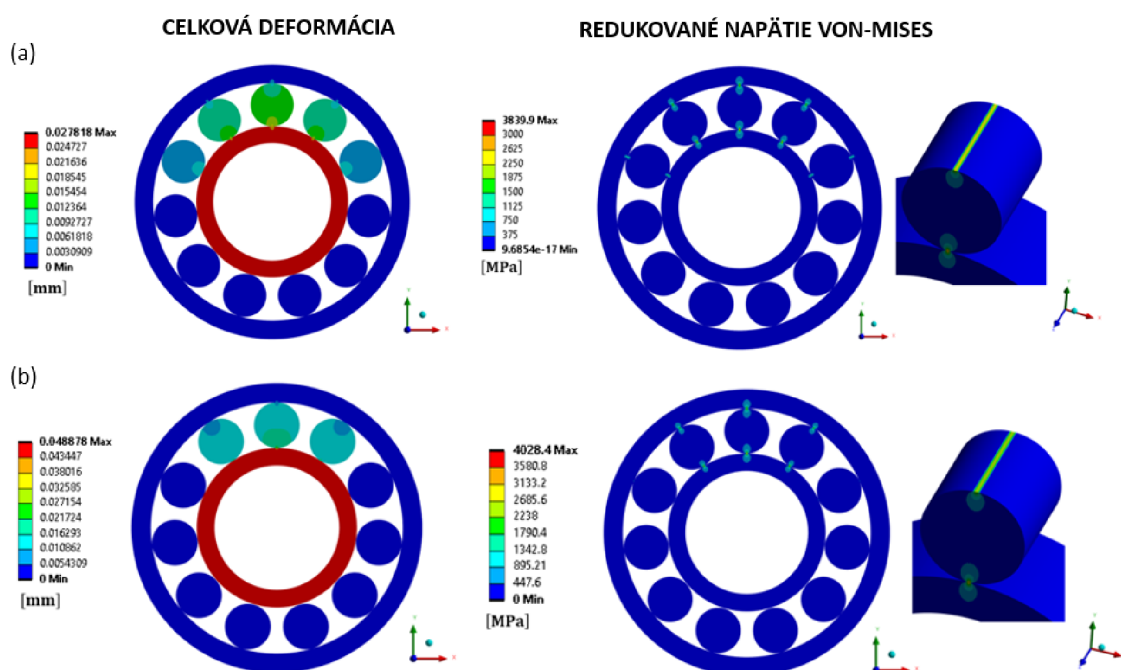 CELKOVÁ DEFORMÁCIA
REDUKOVANÉ NAPÄTIE VON-MISES
(a)
0.027818 Max
0.024727
0.021636
0.018545
0.015454
0.012364
0.0092727
0.0061818
0.0030909
0 Min
[mm]
Y
X
3839.9 Max
3000
2625
2250
1875
1500
1125
750
375
9.6854e-17 Min
[MPa]
Y
X
Y
X
(b)
0.048878 Max
0.043447
0.038016
0.032585
0.027154
0.021724
0.016293
0.010862
0.0054309
0 Min
[mm]
Y
X
4028.4 Max
3580.8
3133.2
2685.6
2238
1790.4
1342.8
895.21
447.6
0 Min
[MPa]
Y
X
Y
X